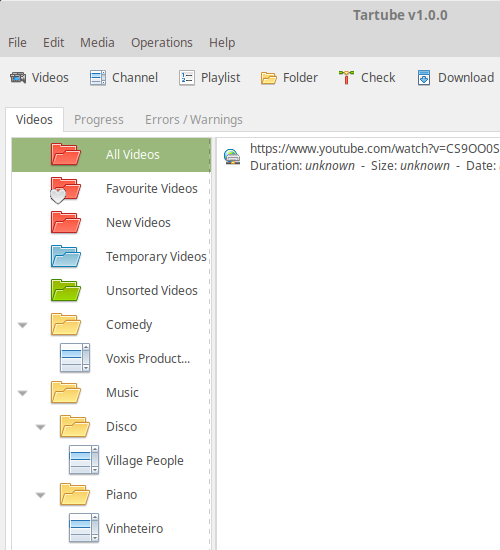 Tartube v1.0.0
File Edit Media Operations Help
Videos Channel Playlist Folder Check Download
Videos Progress Errors / Warnings
All Videos
Favourite Videos
New Videos
Temporary Videos
Unsorted Videos
Comedy
Voxis Product...
Music
Disco
Village People
Piano
Vinheteiro
https://www.youtube.com/watch?v=CS9OO0S
Duration: unknown - Size: unknown - Date: